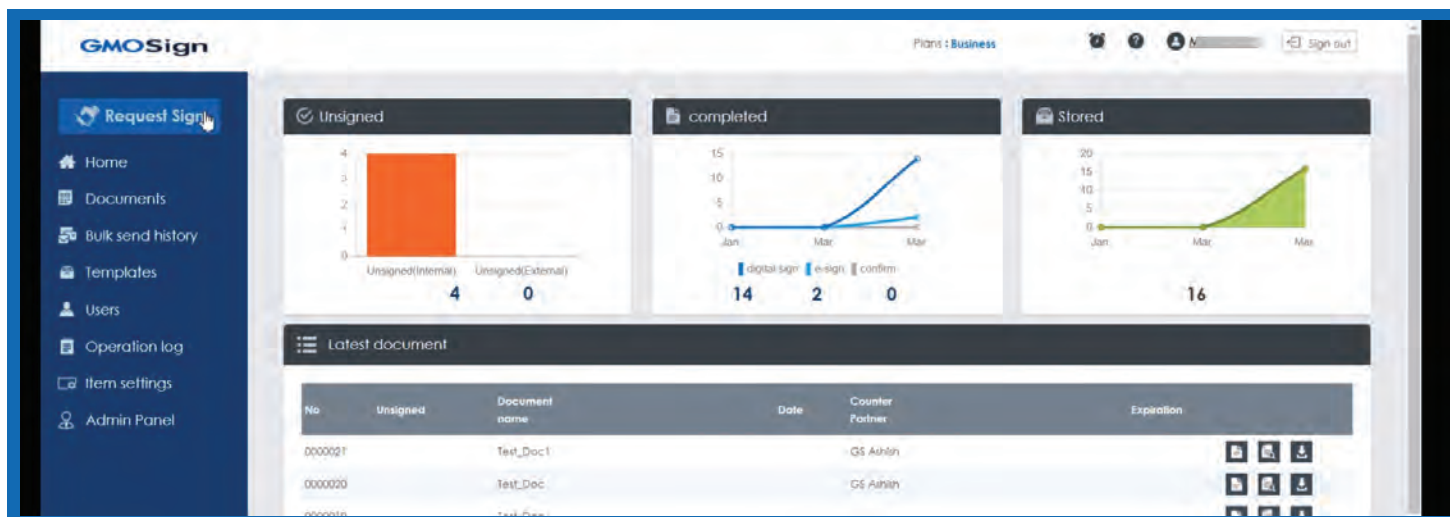 GMOSign
Plans : Business
Sign out
Request Sign
Home
Documents
Bulk send history
Templates
Users
Operation log
Item settings
Admin Panel
Unsigned
4
3
2
1
0
Unsigned(Internal) Unsigned(External)
4 0
completed
15
10
5
0
Jan Mar Mar
digital sign e-sign confirm
14 2 0
Stored
20
15
10
5
0
Jan Mar Mar
16
Latest document
No Unsigned Document name Date Counter Partner Expiration
0000021 Test_Doc1 GS Ashish
0000020 Test_Doc GS Ashish